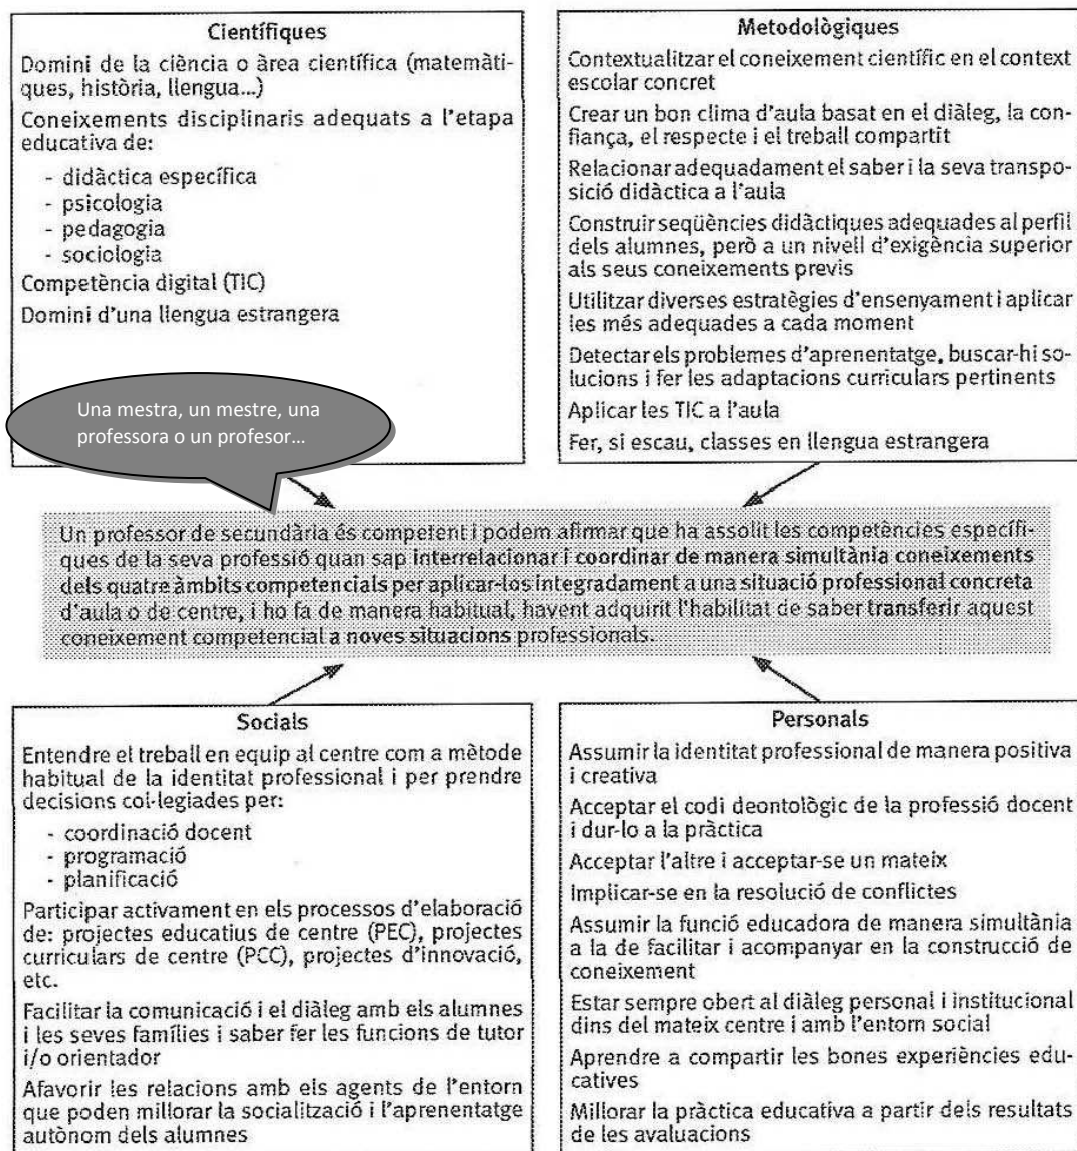 Científiques
Domini de la ciència o àrea científica (matemàti-
ques, història, llengua...)
Coneixements disciplinaris adequats a l'etapa
educativa de:
- didàctica específica
- psicologia
- pedagogia
- sociologia
Competència digital (TIC)
Domini d'una llengua estrangera
Metodològiques
Contextualitzar el coneixement científic en el context
escolar concret
Crear un bon clima d'aula basat en el diàleg, la con-
fiança, el respecte i el treball compartit
Relacionar adequadament el saber i la seva transpo-
sició didàctica a l'aula
Construir seqüències didàctiques adequades al perfil
dels alumnes, però a un nivell d'exigència superior
als seus coneixements previs
Utilitzar diverses estratègies d'ensenyament i aplicar
les més adequades a cada moment
Detectar els problemes d'aprenentatge, buscar-hi so-
lucions i fer les adaptacions curriculars pertinents
Aplicar les TIC a l'aula
Fer, si escau, classes en llengua estrangera
Una mestra, un mestre, una
professora o un profesor...
Un professor de secundària és competent i podem afirmar que ha assolit les competències específi-
ques de la seva professió quan sap interrelacionar i coordinar de manera simultània coneixements
dels quatre àmbits competencials per aplicar-los integradament a una situació professional concreta
d'aula o de centre, i ho fa de manera habitual, havent adquirit l'habilitat de saber transferir aquest
coneixement competencial a noves situacions professionals.
Socials
Entendre el treball en equip al centre com a mètode
habitual de la identitat professional i per prendre
decisions col·legiades per:
- coordinació docent
- programació
- planificació
Participar activament en els processos d'elaboració
de: projectes educatius de centre (PEC), projectes
curriculars de centre (PCC), projectes d'innovació,
etc.
Facilitar la comunicació i el diàleg amb els alumnes
i les seves famílies i saber fer les funcions de tutor
i/o orientador
Afavorir les relacions amb els agents de l'entorn
que poden millorar la socialització i l'aprenentatge
autònom dels alumnes
Personals
Assumir la identitat professional de manera positiva
i creativa
Acceptar el codi deontològic de la professió docent
i dur-lo a la pràctica
Acceptar l'altre i acceptar-se un mateix
Implicar-se en la resolució de conflictes
Assumir la funció educadora de manera simultània
a la de facilitar i acompanyar en la construcció de
coneixement
Estar sempre obert al diàleg personal i institucional
dins del mateix centre i amb l'entorn social
Aprendre a compartir les bones experiències edu-
catives
Millorar la pràctica educativa a partir dels resultats
de les avaluacions